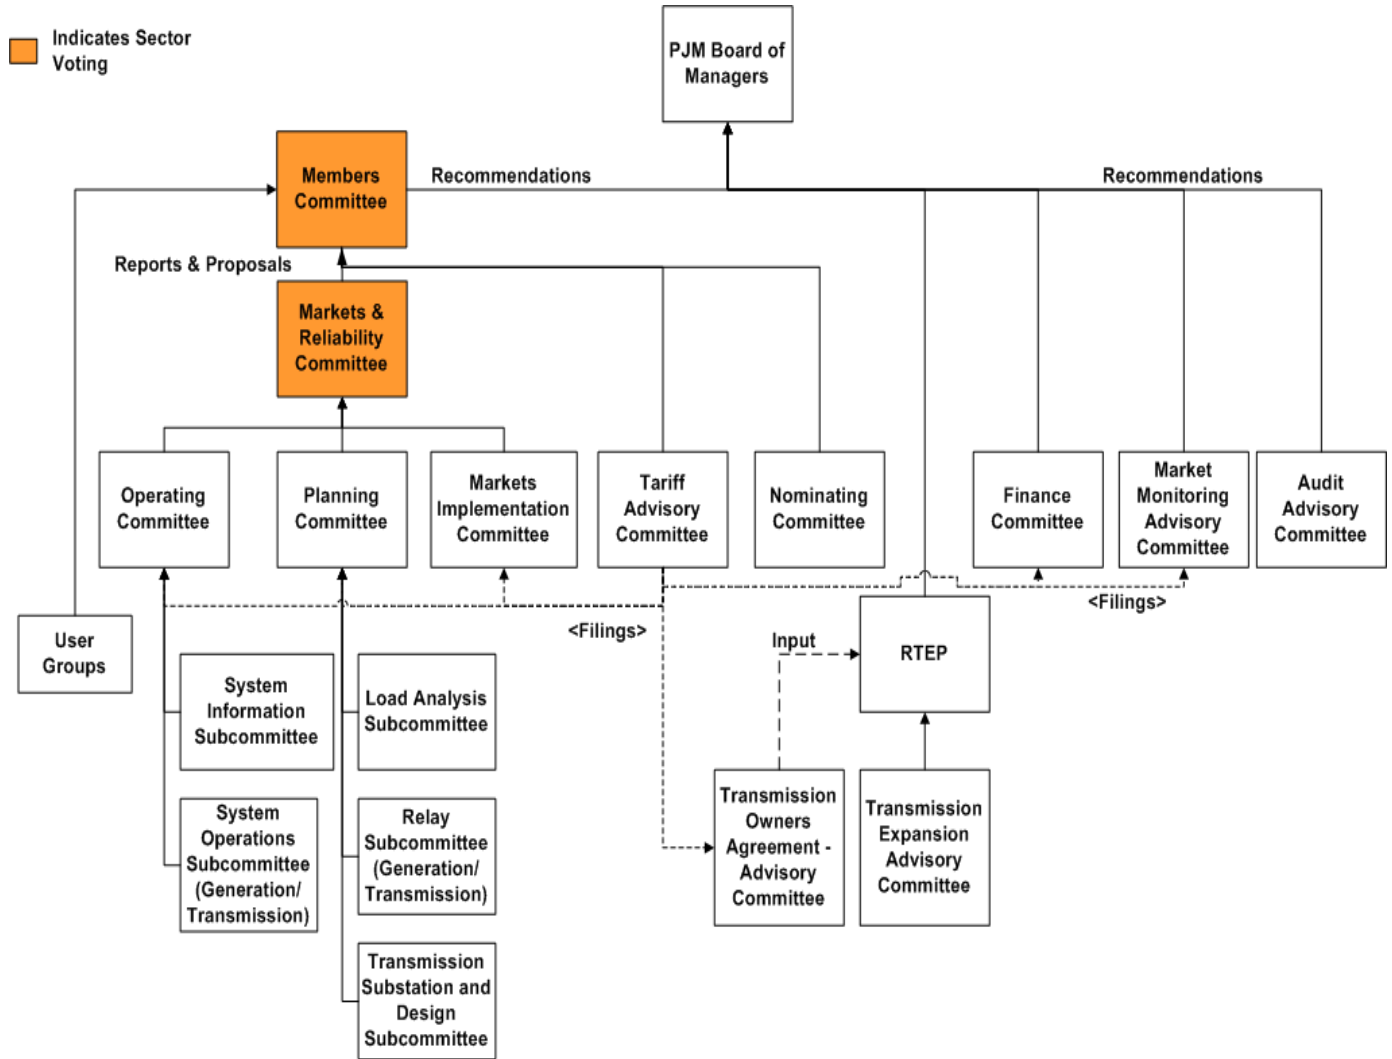 Indicates Sector
Voting
PJM Board of
Managers
Members
Committee
Recommendations
Recommendations
Reports & Proposals
Markets &
Reliability
Committee
Operating
Committee
Planning
Committee
Markets
Implementation
Committee
Tariff
Advisory
Committee
Nominating
Committee
Finance
Committee
Market
Monitoring
Advisory
Committee
Audit
Advisory
Committee
<Filings>
<Filings>
User
Groups
Input
RTEP
System
Information
Subcommittee
Load Analysis
Subcommittee
System
Operations
Subcommittee
(Generation/
Transmission)
Relay
Subcommittee
(Generation/
Transmission)
Transmission
Owners
Agreement -
Advisory
Committee
Transmission
Expansion
Advisory
Committee
Transmission
Substation and
Design
Subcommittee